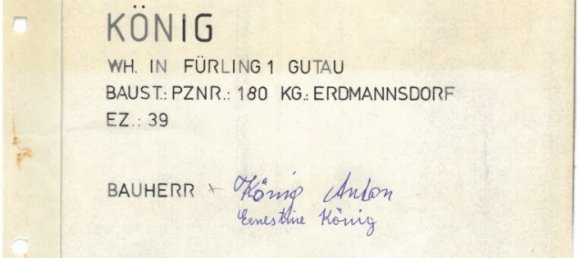 KÖNIG
WH. IN FÜRLING 1 GUTAU
BAUST.: PZNR.: 180 KG.: ERDMANNSDORF
EZ.: 39
BAUHERR König Anton
Ernestine König